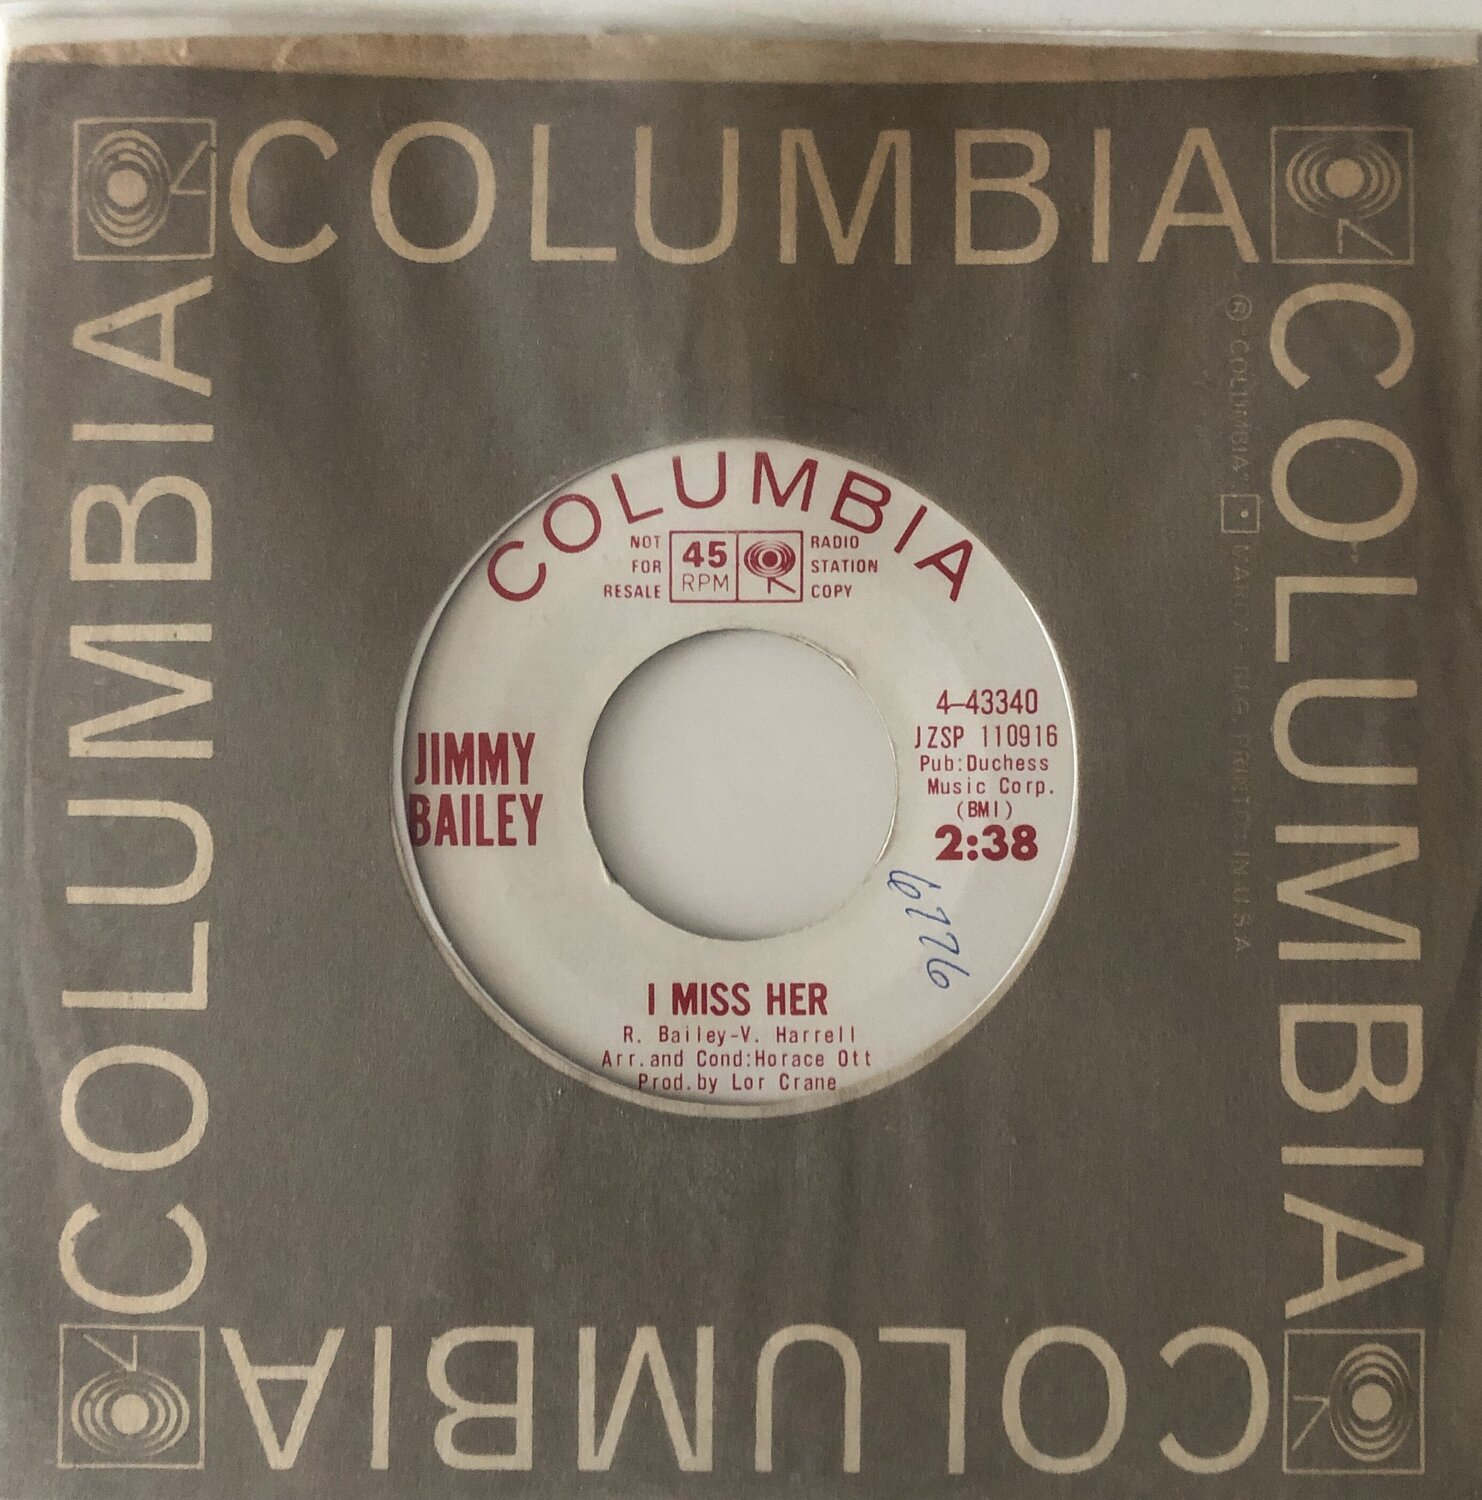 COLUMBIA
COLUMBIA
COLUMBIA
COLUMBIA
® COLUMBIA
PRINTED IN U.S.A.
COLUMBIA
NOT
FOR
RESALE
45
RPM
RADIO
STATION
COPY
JIMMY
BAILEY
4-43340
JZSP 110916
Pub:Duchess
Music Corp.
(BMI)
2:38
6776
I MISS HER
R. Bailey-V. Harrell
Arr.and Cond:Horace Ott
Prod.by Lor Crane